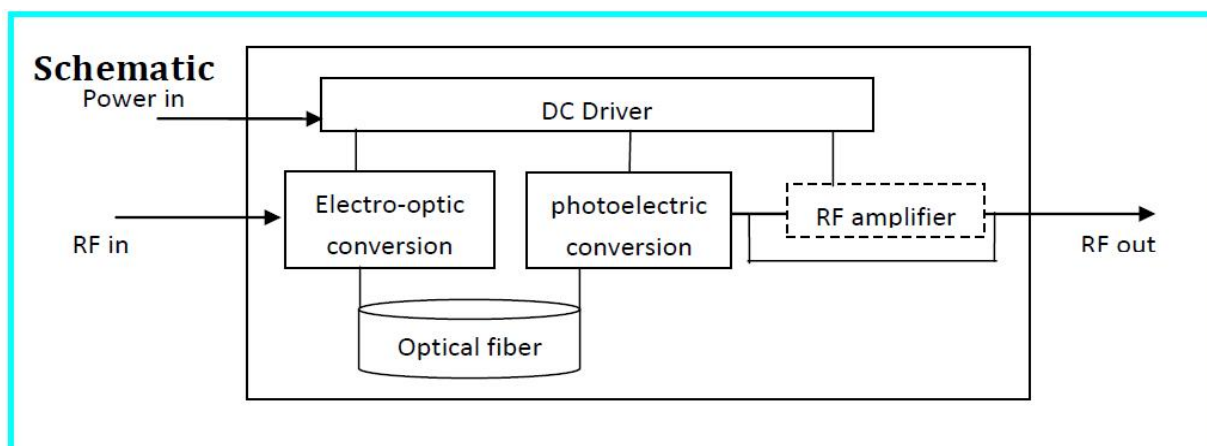 Schematic
Power in
DC Driver
Electro-optic
conversion
photoelectric
conversion
RF amplifier
RF in
RF out
Optical fiber